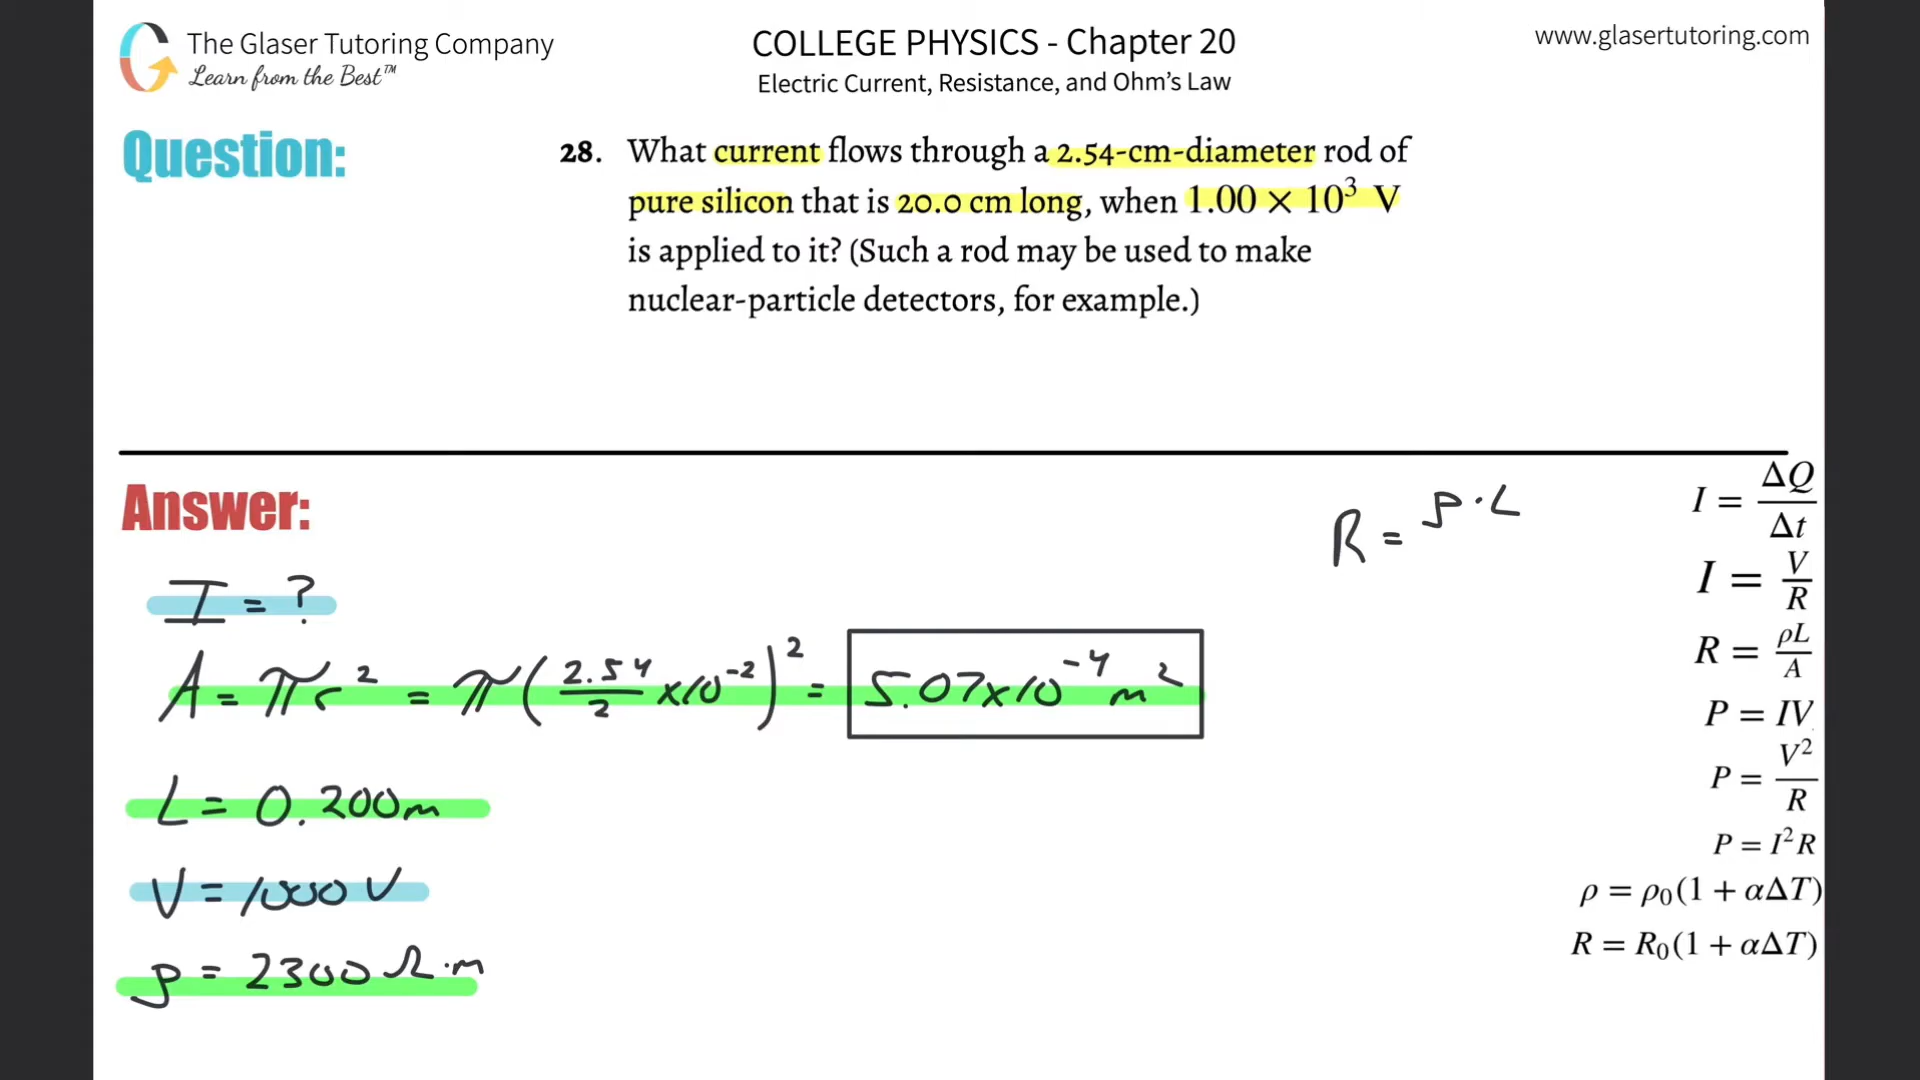 The Glaser Tutoring Company
Learn from the Best™
COLLEGE PHYSICS - Chapter 20
Electric Current, Resistance, and Ohm's Law
www.glasertutoring.com
Question:
28. What current flows through a 2.54-cm-diameter rod of
pure silicon that is 20.0 cm long, when 1.00 × 10³ V
is applied to it? (Such a rod may be used to make
nuclear-particle detectors, for example.)
Answer:
I = ?
A = πr² = π(2.54/2 x10⁻²)² = 5.07x10⁻⁴ m²
L = 0.200m
V = 1000 V
ρ = 2300 Ω·m
R = ρ·L
I = ΔQ/Δt
I = V/R
R = ρL/A
P = IV
P = V²/R
P = I²R
ρ = ρ₀(1 + αΔT)
R = R₀(1 + αΔT)